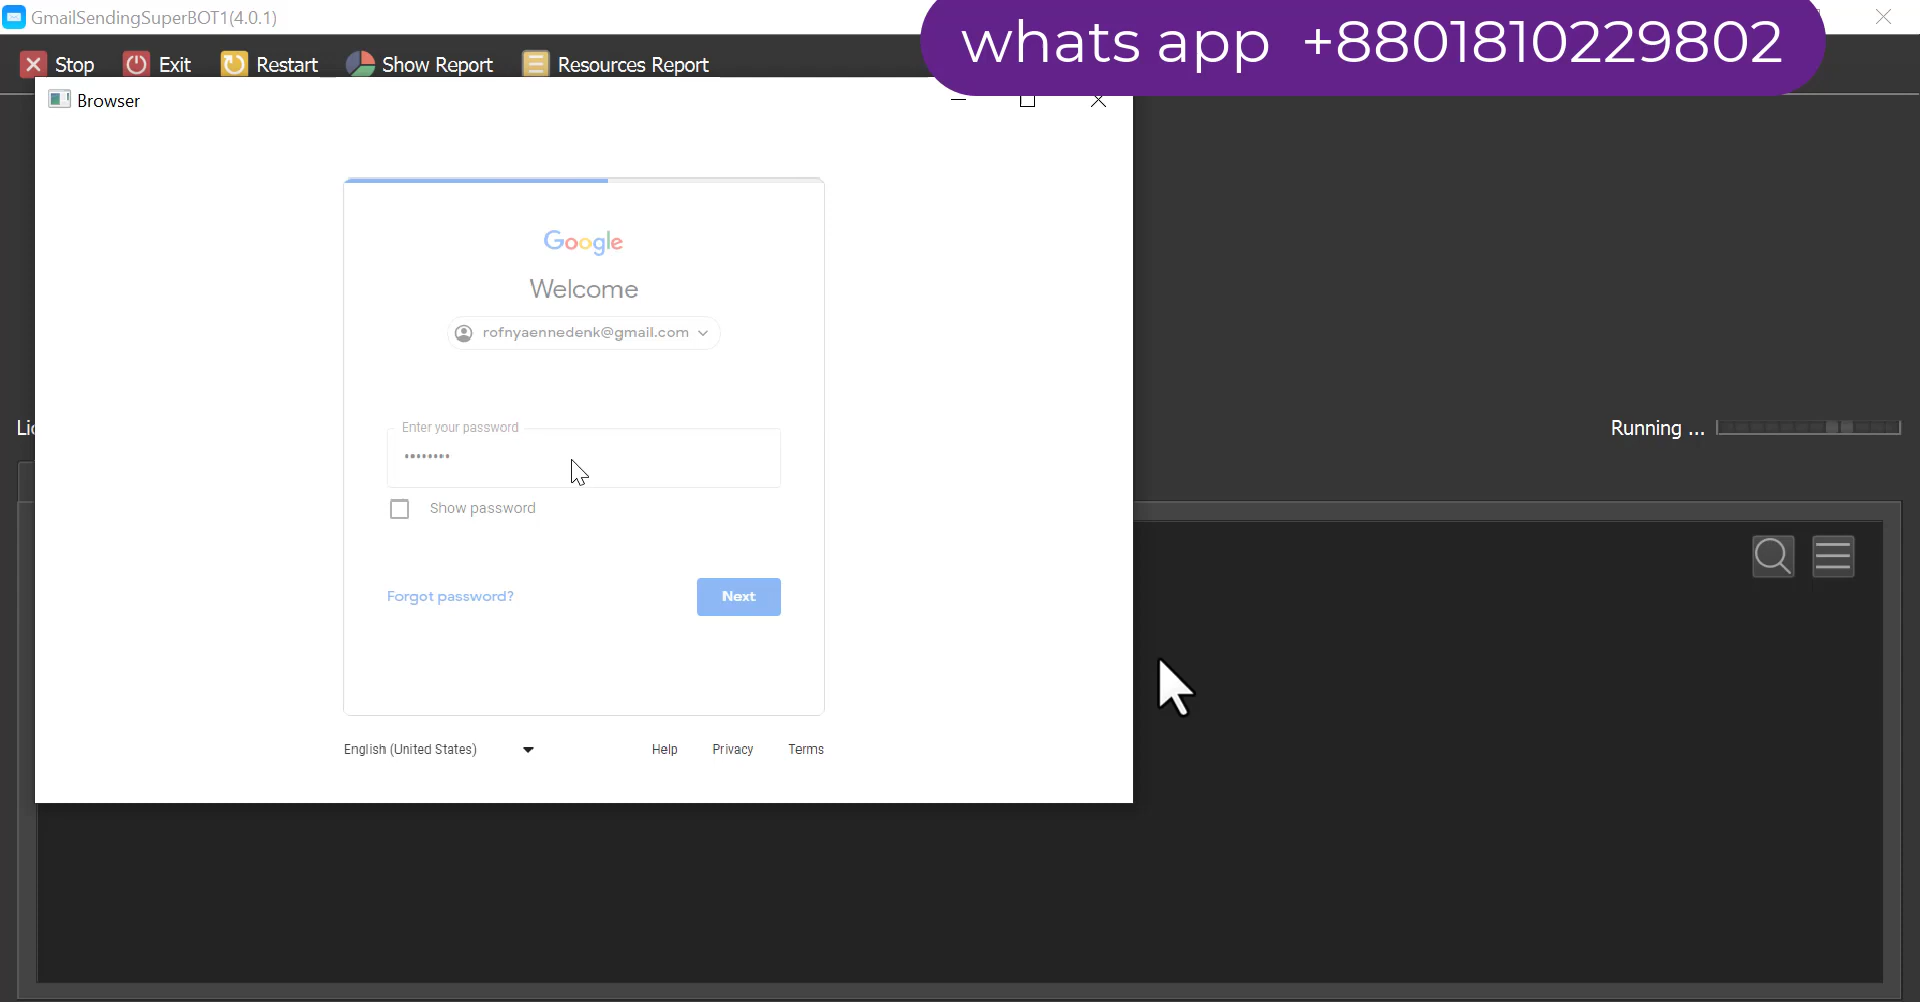 GmailSendingSuperBOT1(4.0.1)
whats app +8801810229802
Stop
Exit
Restart
Show Report
Resources Report
Browser
Google
Welcome
rofnyaennedenk@gmail.com
Enter your password
Show password
Forgot password?
Next
English (United States)
Help
Privacy
Terms
Running ...